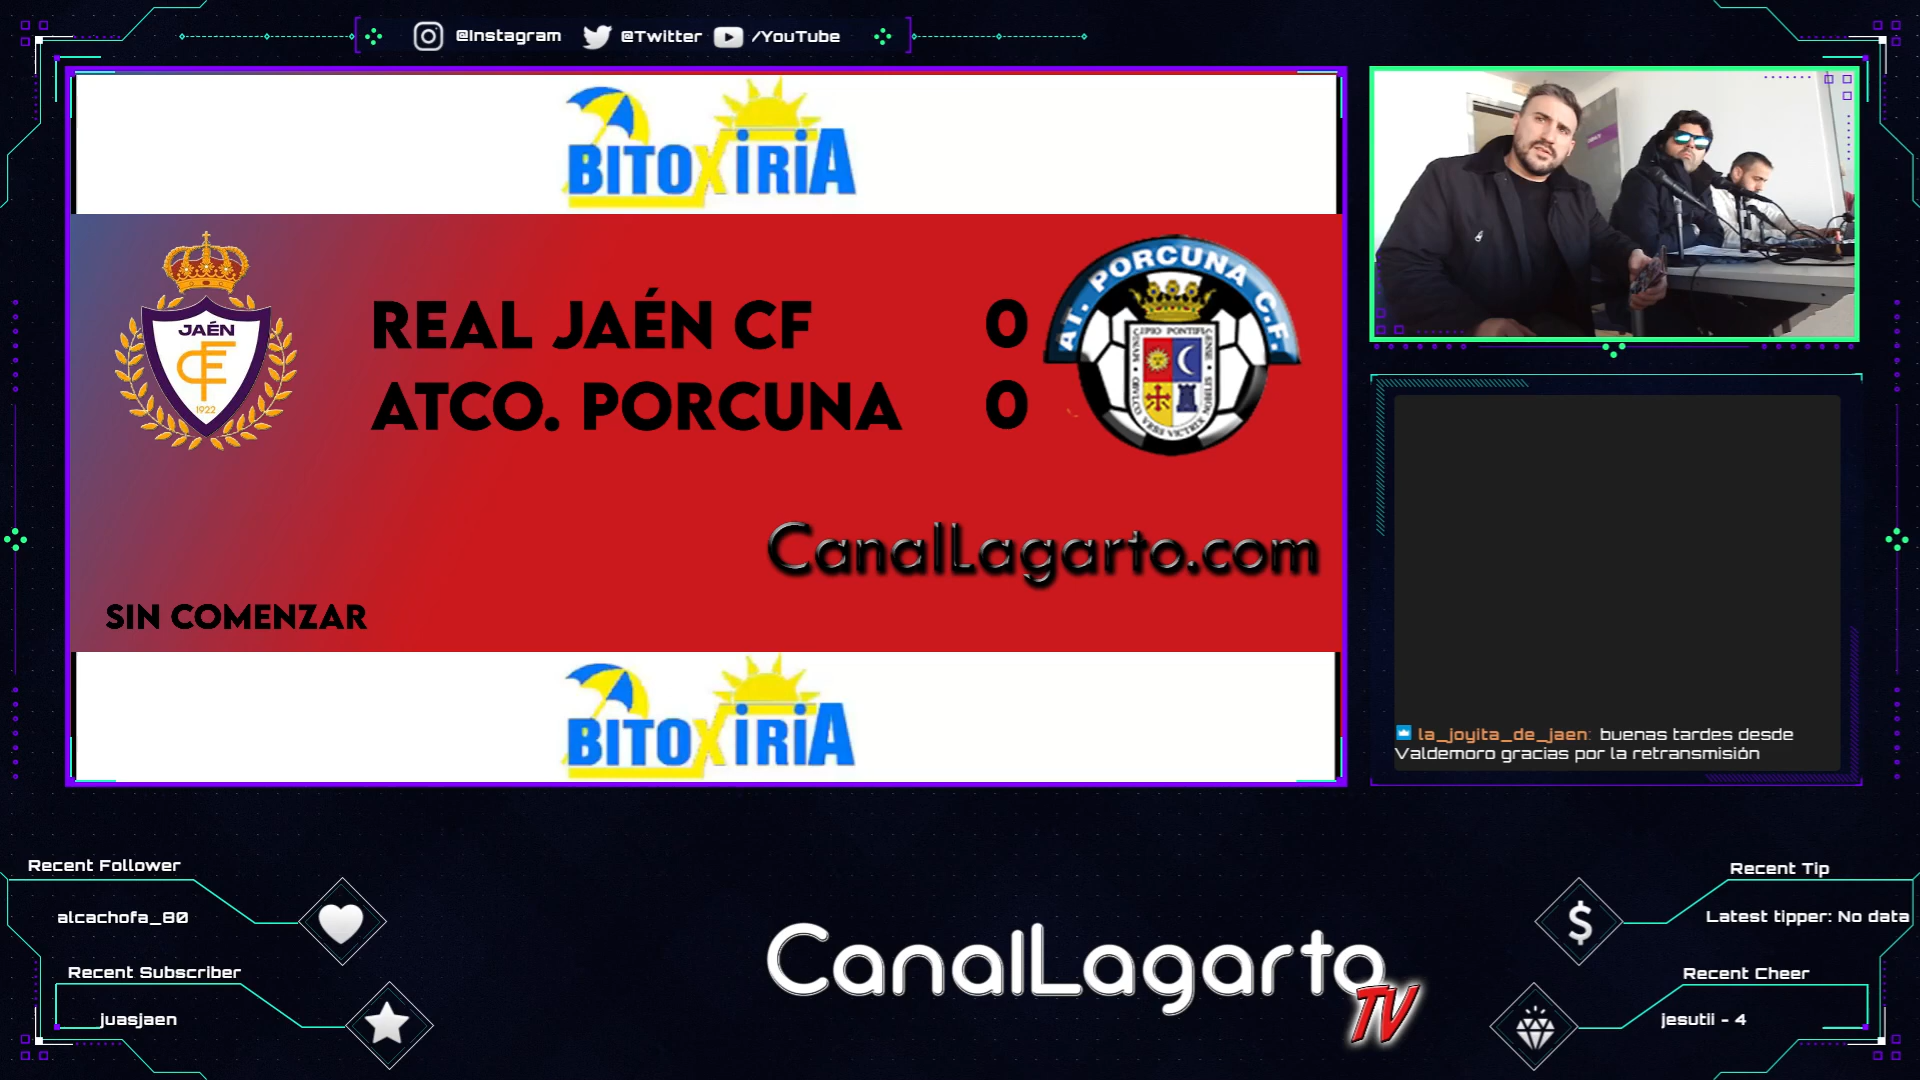 @Instagram
@Twitter
/YouTube
BITOXIRIA
JAÉN
CF
1922
REAL JAÉN CF 0
ATCO. PORCUNA 0
AT. PORCUNA C.F.
CanalLagarto.com
SIN COMENZAR
BITOXIRIA
la_joyita_de_jaen: buenas tardes desde
Valdemoro gracias por la retransmisión
Recent Follower
alcachofa_80
Recent Subscriber
juasjaen
CanalLagarto
TV
Recent Tip
Latest tipper: No data
Recent Cheer
jesutii - 4